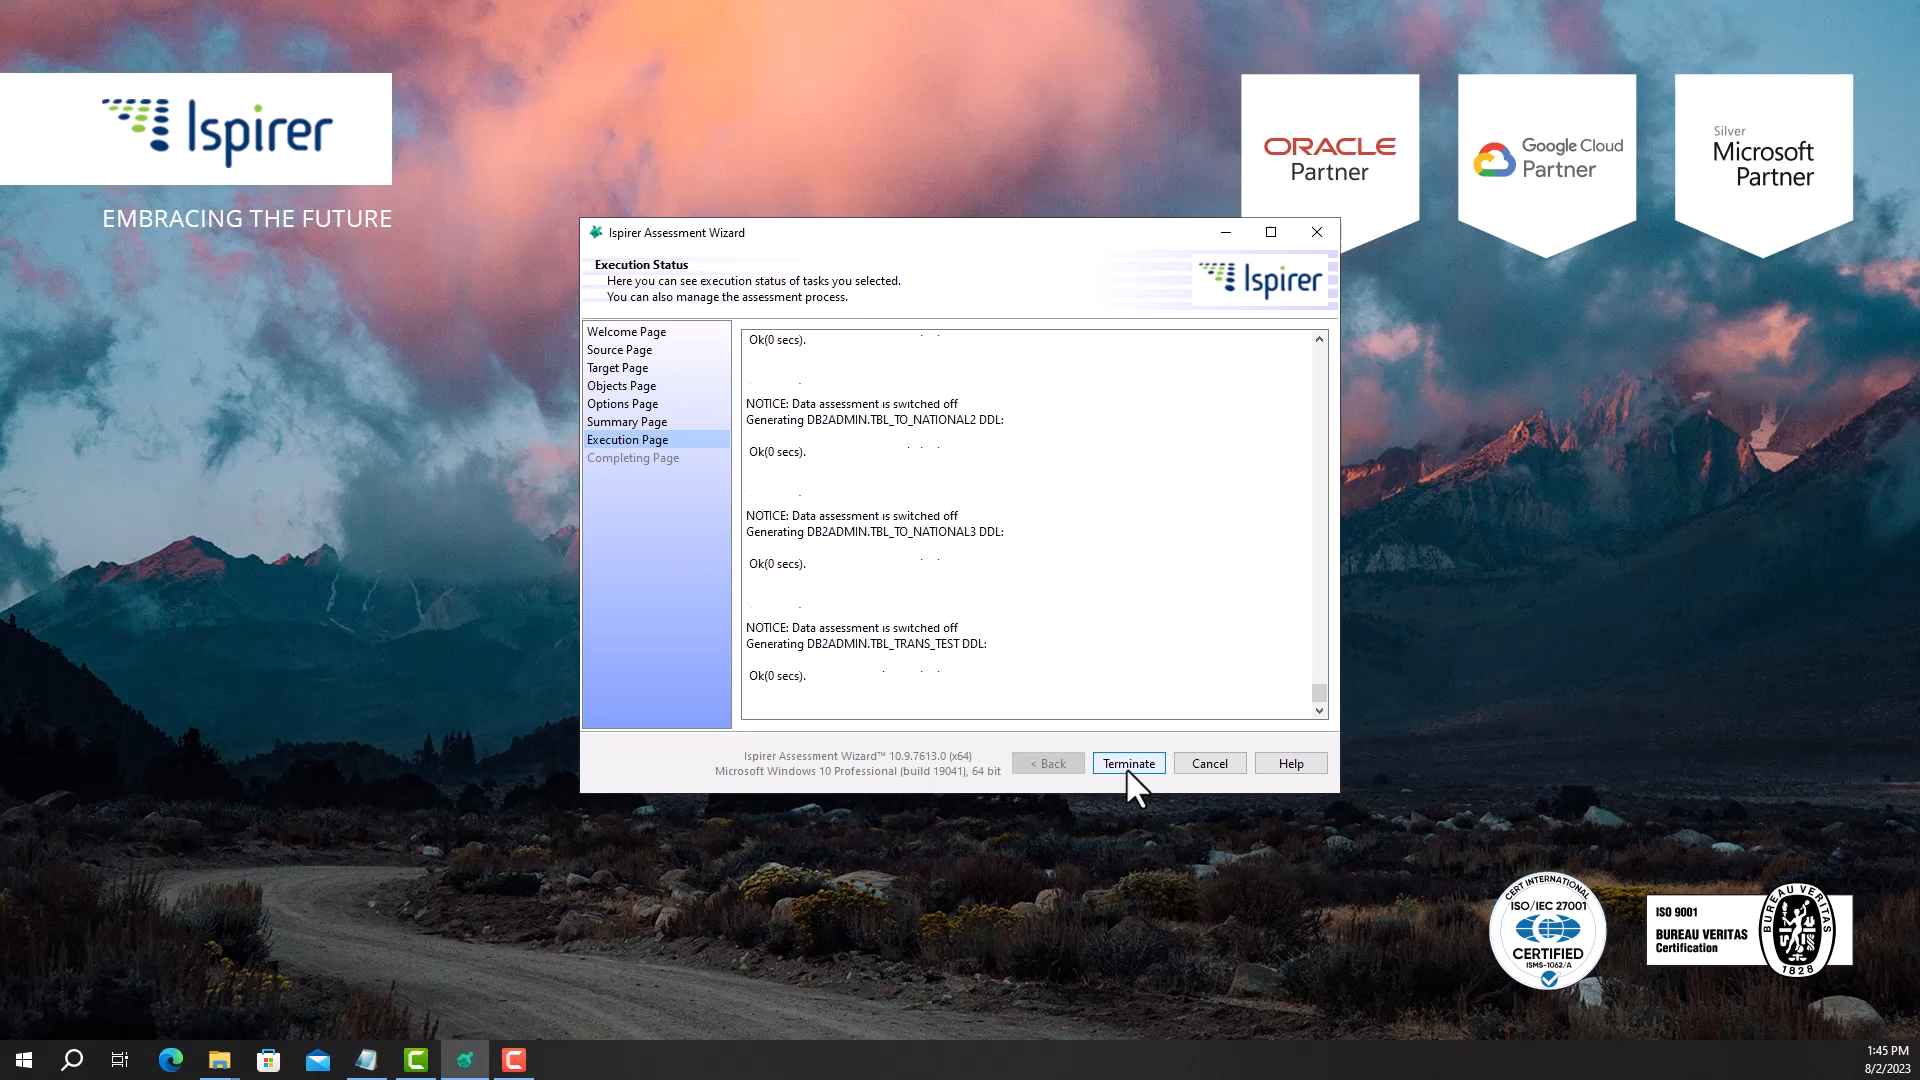 Ispirer
EMBRACING THE FUTURE
ORACLE
Partner
Google Cloud
Partner
Silver
Microsoft
Partner
Ispirer Assessment Wizard
Execution Status
Here you can see execution status of tasks you selected.
You can also manage the assessment process.
Ispirer
Welcome Page
Source Page
Target Page
Objects Page
Options Page
Summary Page
Execution Page
Completing Page
Ok(0 secs).
NOTICE: Data assessment is switched off
Generating DB2ADMIN.TBL_TO_NATIONAL2 DDL:
Ok(0 secs).
NOTICE: Data assessment is switched off
Generating DB2ADMIN.TBL_TO_NATIONAL3 DDL:
Ok(0 secs).
NOTICE: Data assessment is switched off
Generating DB2ADMIN.TBL_TRANS_TEST DDL:
Ok(0 secs).
Ispirer Assessment Wizard™ 10.9.7613.0 (x64)
Microsoft Windows 10 Professional (build 19041), 64 bit
< Back
Terminate
Cancel
Help
CERT INTERNATIONAL
ISO/IEC 27001
CERTIFIED
ISMS-1062/A
ISO 9001
BUREAU VERITAS
Certification
BUREAU VERITAS
1828
1:45 PM
8/2/2023